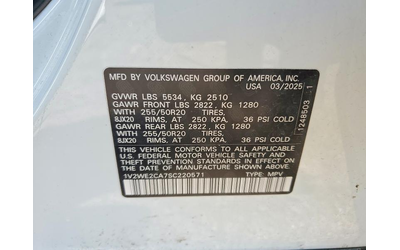 MFD BY VOLKSWAGEN GROUP OF AMERICA, INC.
USA 03/2025
GVWR LBS 5534, KG 2510
GAWR FRONT LBS 2822, KG 1280
WITH 255/50R20 TIRES,
8JX20 RIMS, AT 250 KPA, 36 PSI COLD
GAWR REAR LBS 2822, KG 1280
WITH 255/50R20 TIRES,
8JX20 RIMS, AT 250 KPA, 36 PSI COLD
THIS VEHICLE CONFORMS TO ALL APPLICABLE
FEDERAL MOTOR VEHICLE SAFETY, BUMPER,
AND THEFT PREVENTION STANDARDS IN EFFECT
ON THE DATE OF MANUFACTURE SHOWN ABOVE.
1V2WE2CA7SC220571 TYPE: MPV
1248503 1